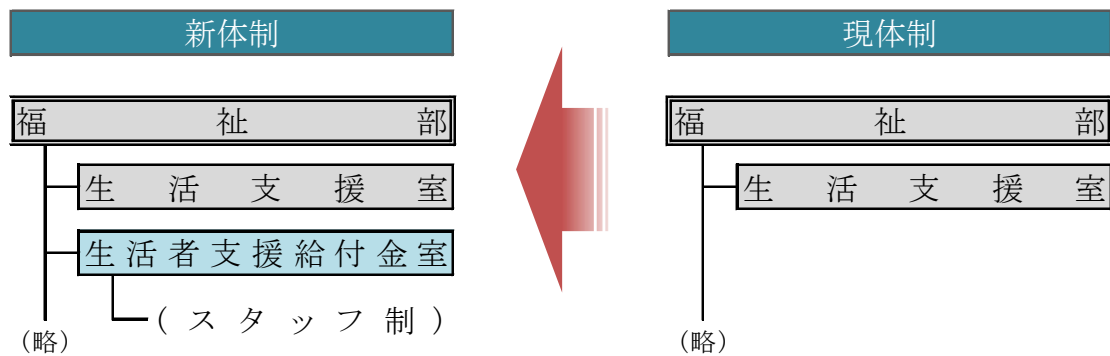 新体制
福祉部
生活支援室
生活者支援給付金室
(スタッフ制)
(略)
現体制
福祉部
生活支援室
(略)